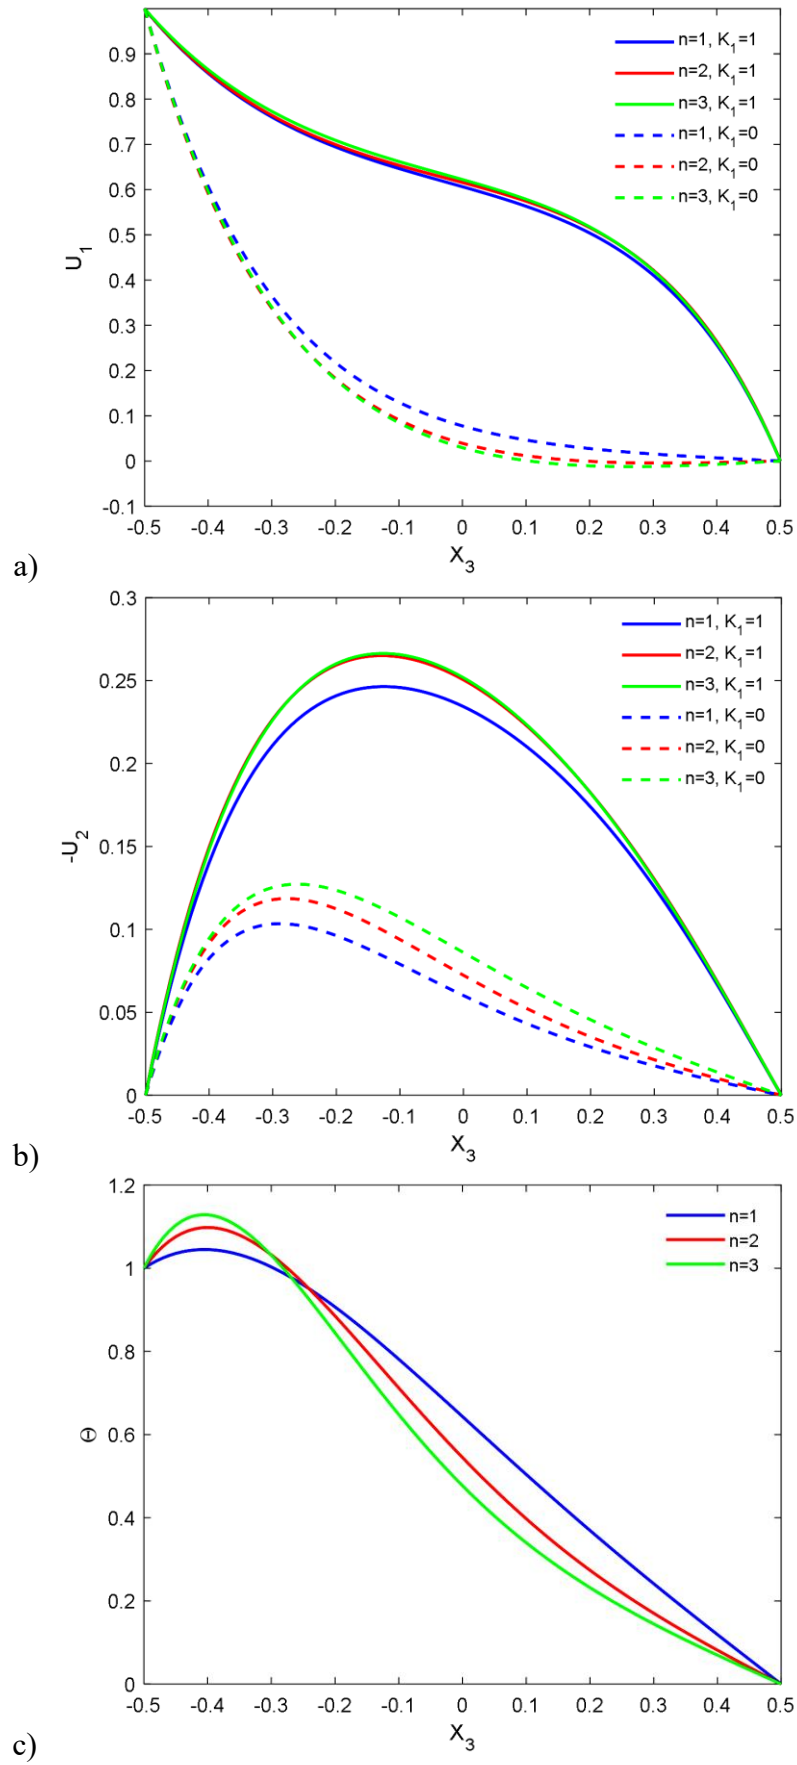 0.9
0.8
0.7
0.6
0.5
0.4
0.3
0.2
0.1
0
-0.1
U1
n=1, K1=1
n=2, K1=1
n=3, K1=1
n=1, K1=0
n=2, K1=0
n=3, K1=0
-0.5 -0.4 -0.3 -0.2 -0.1 0 0.1 0.2 0.3 0.4 0.5
X3
a)
0.3
0.25
0.2
0.15
0.1
0.05
0
-U2
n=1, K1=1
n=2, K1=1
n=3, K1=1
n=1, K1=0
n=2, K1=0
n=3, K1=0
-0.5 -0.4 -0.3 -0.2 -0.1 0 0.1 0.2 0.3 0.4 0.5
X3
b)
1.2
1
0.8
0.6
0.4
0.2
0
Θ
n=1
n=2
n=3
-0.5 -0.4 -0.3 -0.2 -0.1 0 0.1 0.2 0.3 0.4 0.5
X3
c)